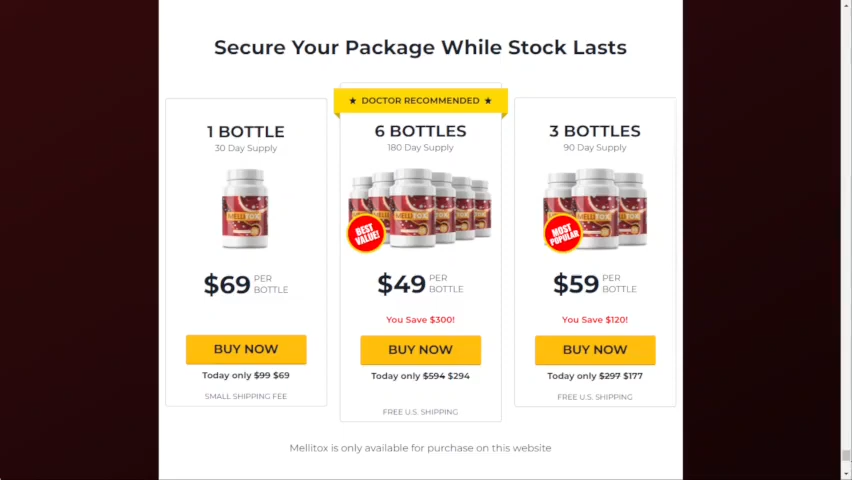 Secure Your Package While Stock Lasts
1 BOTTLE
30 Day Supply
MELLITOX
$69 PER
BOTTLE
BUY NOW
Today only $99 $69
SMALL SHIPPING FEE
★ DOCTOR RECOMMENDED ★
6 BOTTLES
180 Day Supply
BEST
VALUE!
MELLITOX
$49 PER
BOTTLE
You Save $300!
BUY NOW
Today only $594 $294
FREE U.S. SHIPPING
3 BOTTLES
90 Day Supply
MOST
POPULAR
MELLITOX
$59 PER
BOTTLE
You Save $120!
BUY NOW
Today only $297 $177
FREE U.S. SHIPPING
Mellitox is only available for purchase on this website